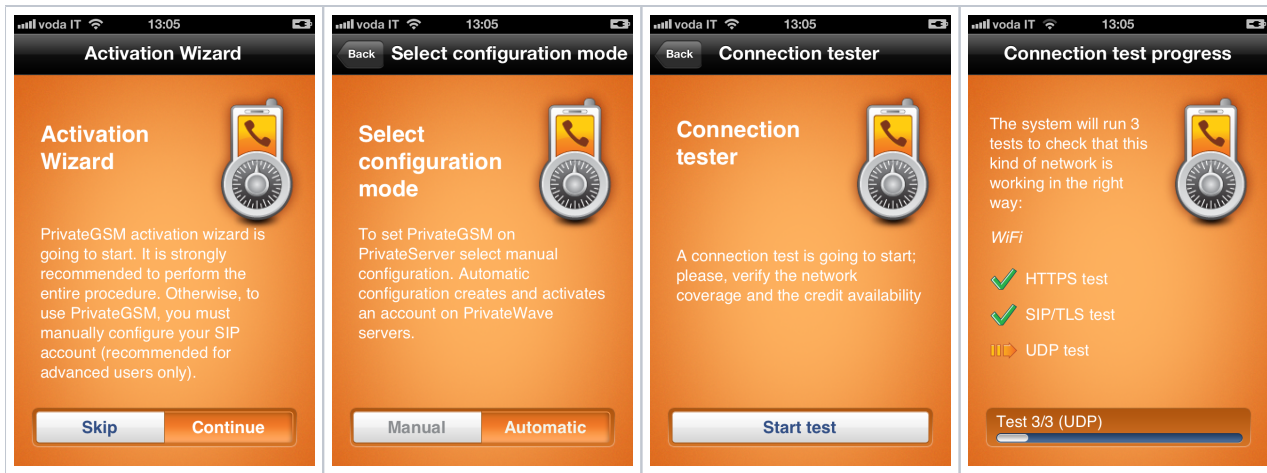 voda IT 13:05
Activation Wizard
Activation
Wizard
PrivateGSM activation wizard is
going to start. It is strongly
recommended to perform the
entire procedure. Otherwise, to
use PrivateGSM, you must
manually configure your SIP
account (recommended for
advanced users only).
Skip Continue
voda IT 13:05
Back Select configuration mode
Select
configuration
mode
To set PrivateGSM on
PrivateServer select manual
configuration. Automatic
configuration creates and activates
an account on PrivateWave
servers.
Manual Automatic
voda IT 13:05
Back Connection tester
Connection
tester
A connection test is going to start;
please, verify the network
coverage and the credit availability
Start test
voda IT 13:05
Connection test progress
The system will run 3
tests to check that this
kind of network is
working in the right
way:
WiFi
HTTPS test
SIP/TLS test
UDP test
Test 3/3 (UDP)